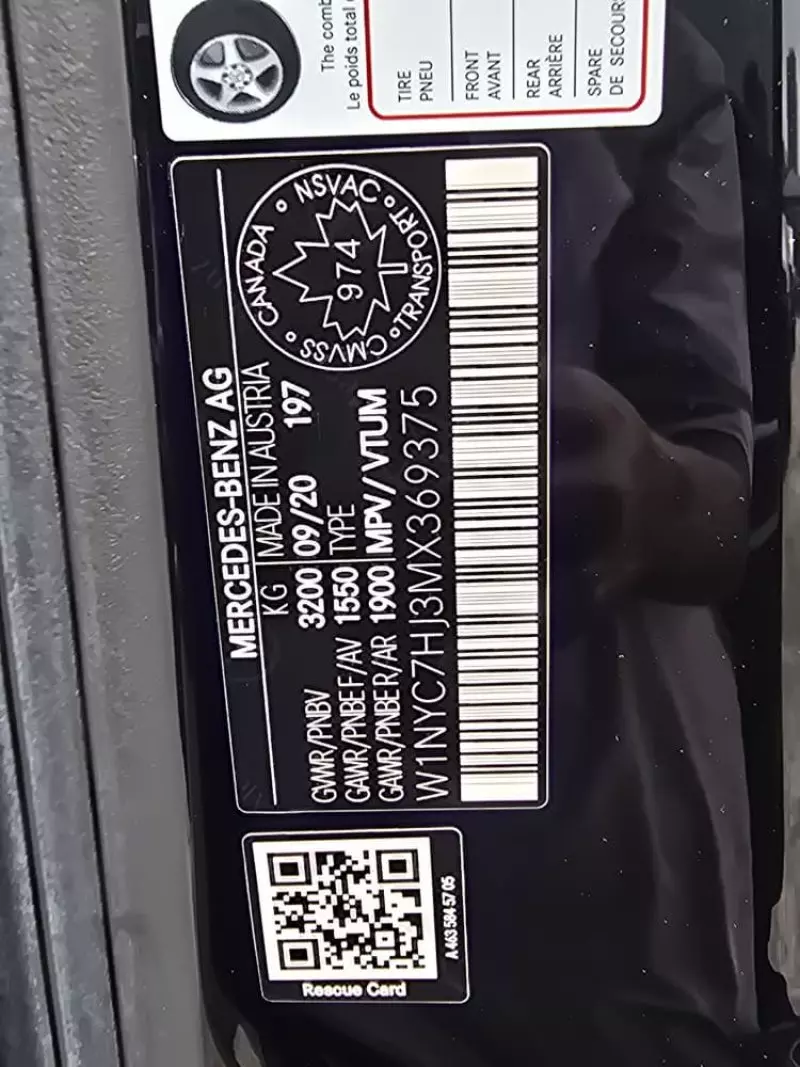 The comb
Le poids total
TIRE
PNEU
FRONT
AVANT
REAR
ARRIÈRE
SPARE
DE SECOURS
MERCEDES-BENZ AG
KG MADE IN AUSTRIA
GVWR/PNBV 3200 09/20 197
GAWR/PNBE F/AV 1550 TYPE
GAWR/PNBE R/AR 1900 MPV/VTUM
W1NYC7HJ3MX369375
CANADA NSVAC TRANSPORT CMVSS
974
Rescue Card
A 463 584 57 05